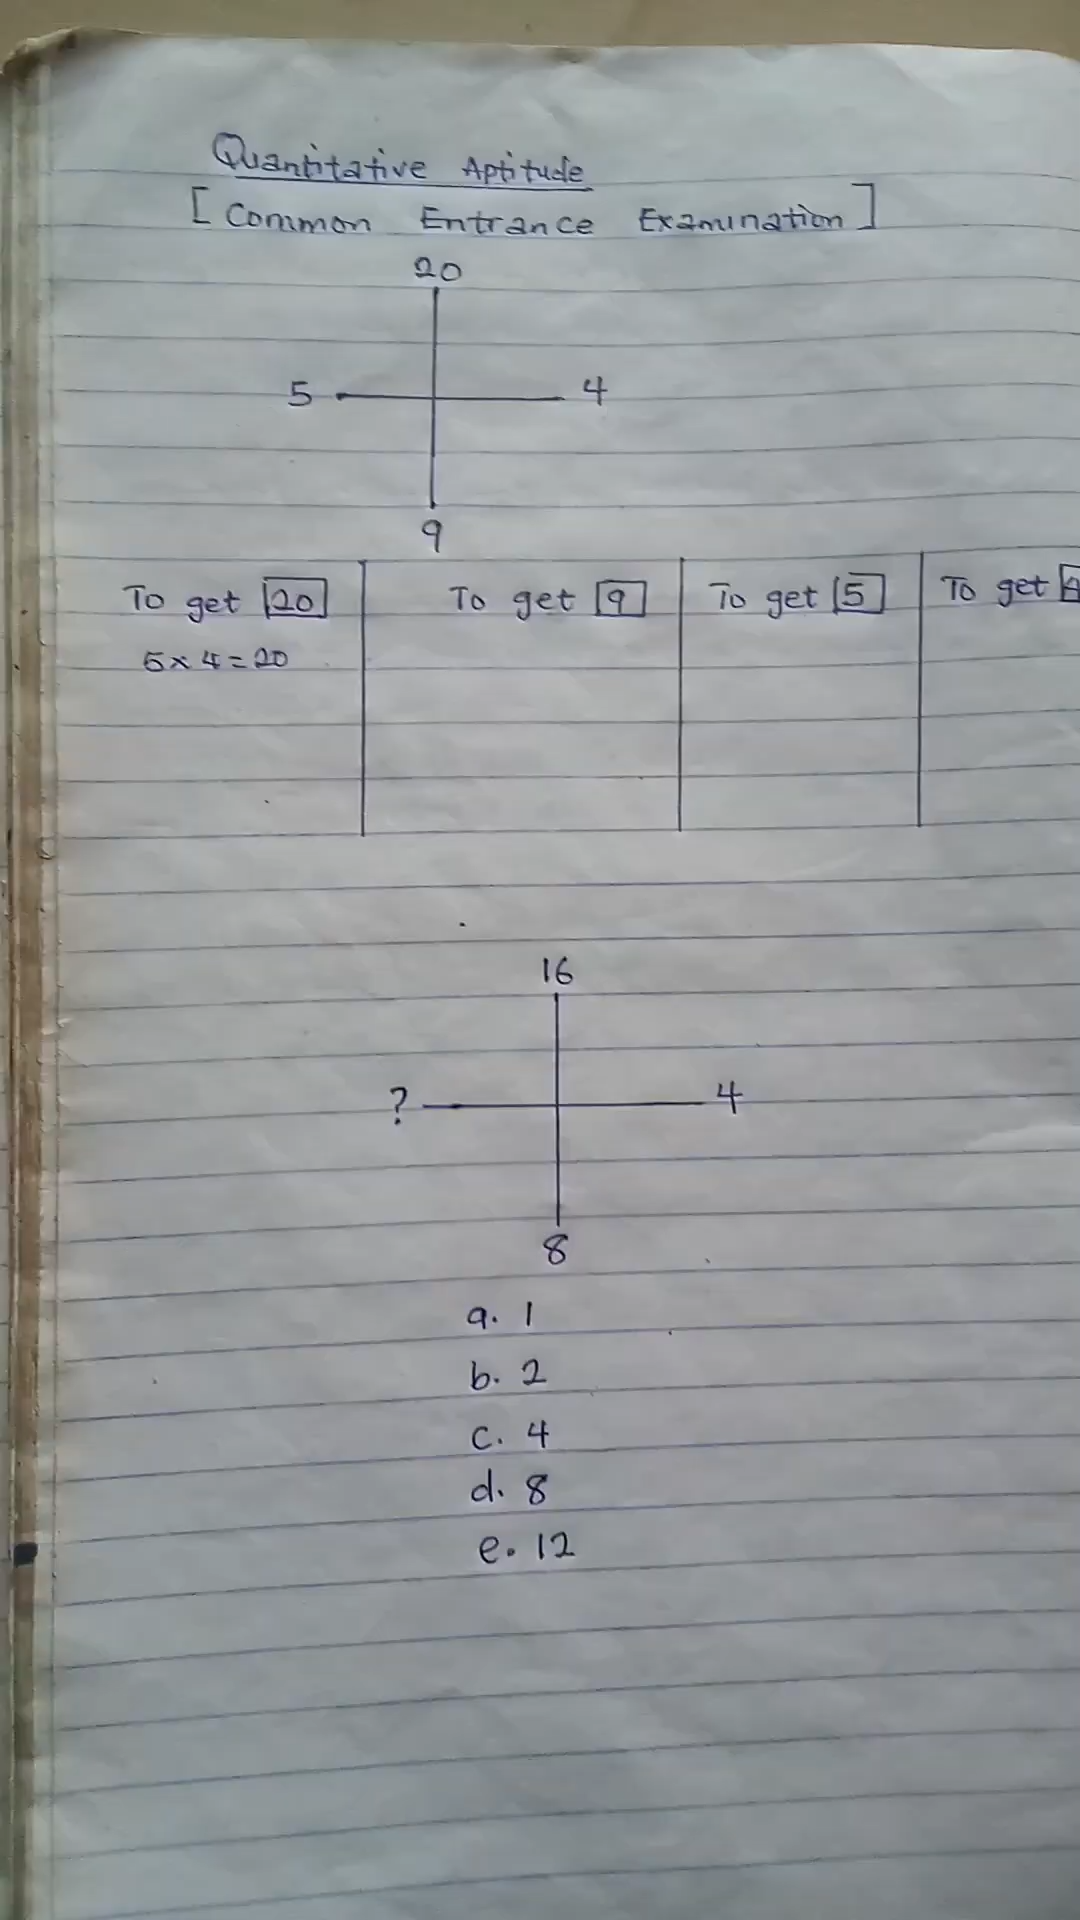 Quantitative Aptitude
[Common Entrance Examination]
20
5 4
9
To get 20 To get 9 To get 5 To get
5 x 4 = 20
16
? 4
8
a. 1
b. 2
c. 4
d. 8
e. 12